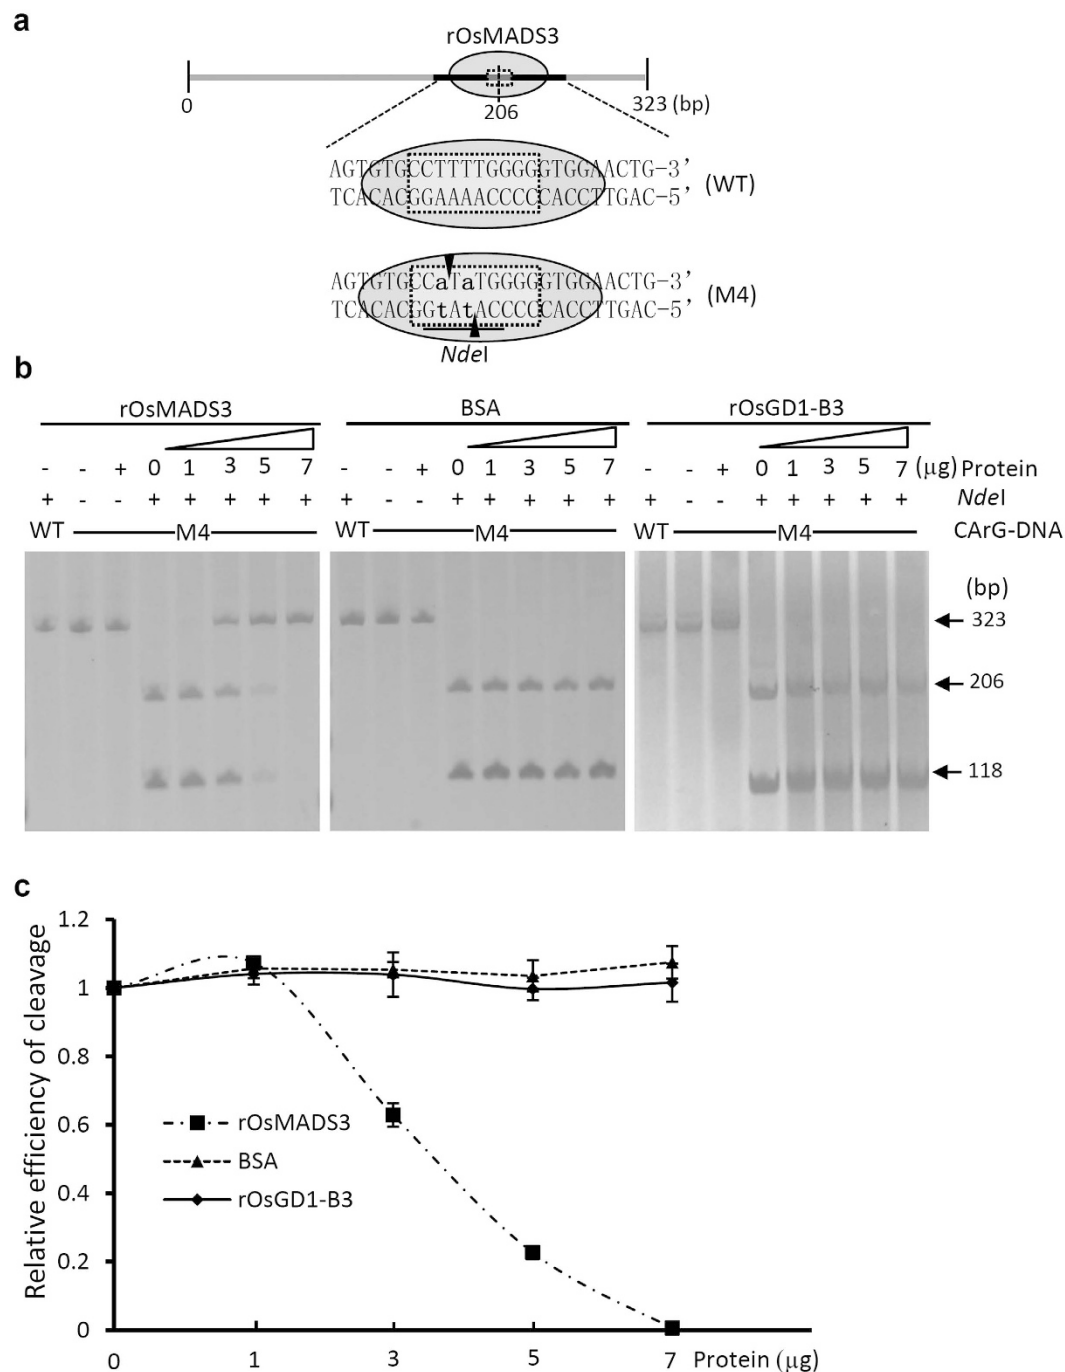 a
rOsMADS3
0
206
323 (bp)
AGTGTGCCTTTTGGGGGTGGAACTG-3’
TCACACGGAAAACCCCCACCTTGAC-5’
(WT)
AGTGTGCCaTaTGGGGGTGGAACTG-3’
TCACACGGtAtACCCCCACCTTGAC-5’
(M4)
NdeI
b
rOsMADS3 BSA rOsGD1-B3
- - + 0 1 3 5 7 - - + 0 1 3 5 7 - - + 0 1 3 5 7 (μg) Protein
+ - - + + + + + + - - + + + + + + - - + + + + + NdeI
WT M4 WT M4 WT M4 CArG-DNA
(bp)
323
206
118
c
Relative efficiency of cleavage
1.2
1
0.8
0.6
0.4
0.2
0
rOsMADS3
BSA
rOsGD1-B3
0 1 3 5 7 Protein (μg)